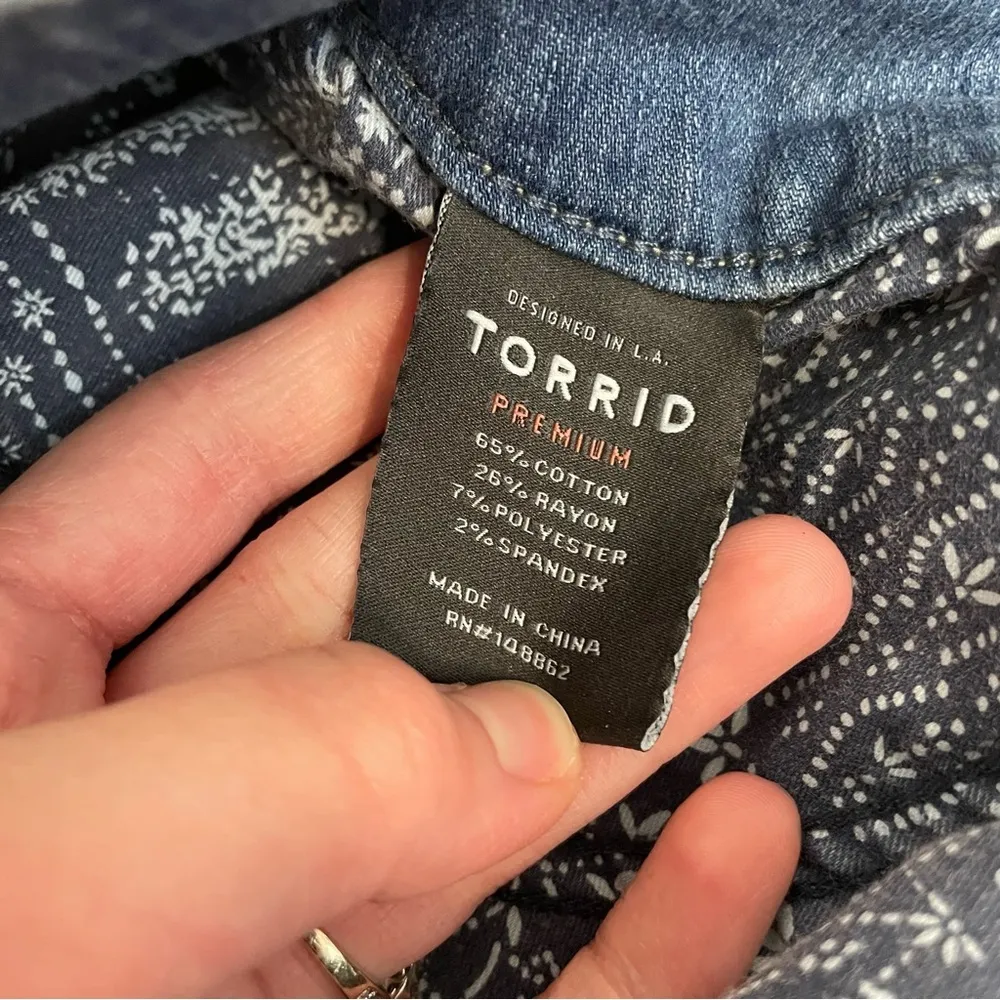 DESIGNED IN L.A.
TORRID
PREMIUM
65% COTTON
26% RAYON
7% POLYESTER
2% SPANDEX
MADE IN CHINA
RN#148862